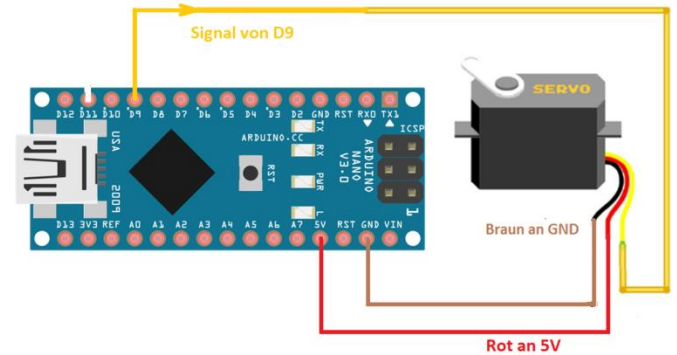 Signal von D9
D12 D11 D10 D9 D8 D7 D6 D5 D4 D3 D2 GND RST RX0 TX1
SERVO
USA
2009
ARDUINO.CC
RST
TX
RX
PWR
L
ARDUINO
NANO
V3.0
ICSP
1
D13 3V3 REF A0 A1 A2 A3 A4 A5 A6 A7 5V RST GND VIN
Braun an GND
Rot an 5V